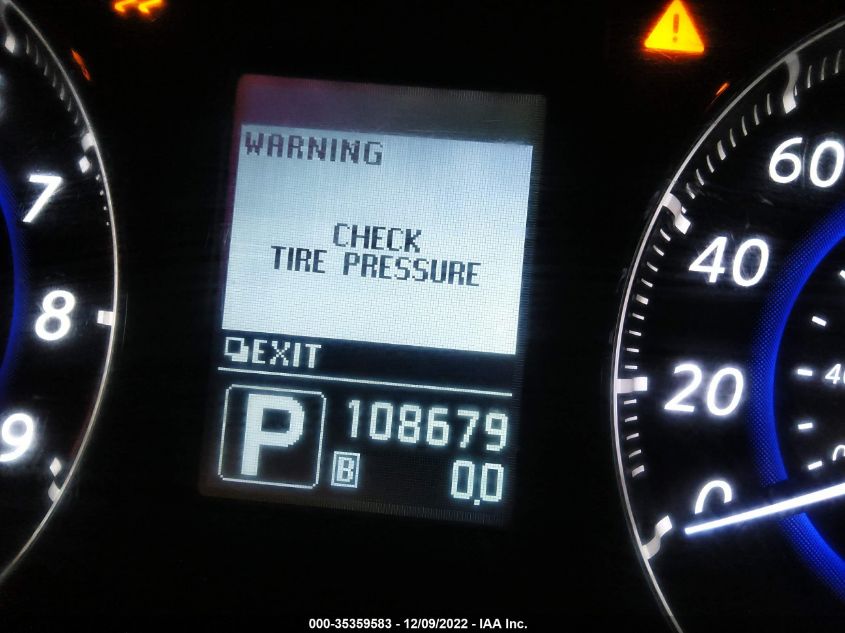 WARNING
CHECK
TIRE PRESSURE
EXIT
P
108679
B
0.0
7
8
9
60
40
20
0
40
000-35359583 - 12/09/2022 - IAA Inc.